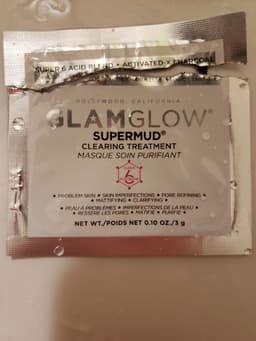 SUPER 6 ACID BLEND • ACTIVATED-X CHARCOAL
HOLLYWOOD, CALIFORNIA
GLAMGLOW®
SUPERMUD®
CLEARING TREATMENT
MASQUE SOIN PURIFIANT
6
• PROBLEM SKIN • SKIN IMPERFECTIONS • PORE REFINING
• MATTIFYING • CLARIFYING •
• PEAU À PROBLÈMES • IMPERFECTIONS DE LA PEAU •
• RESSERRE LES PORES • MATIFIE • PURIFIE •
NET WT./POIDS NET 0.10 OZ./3 g